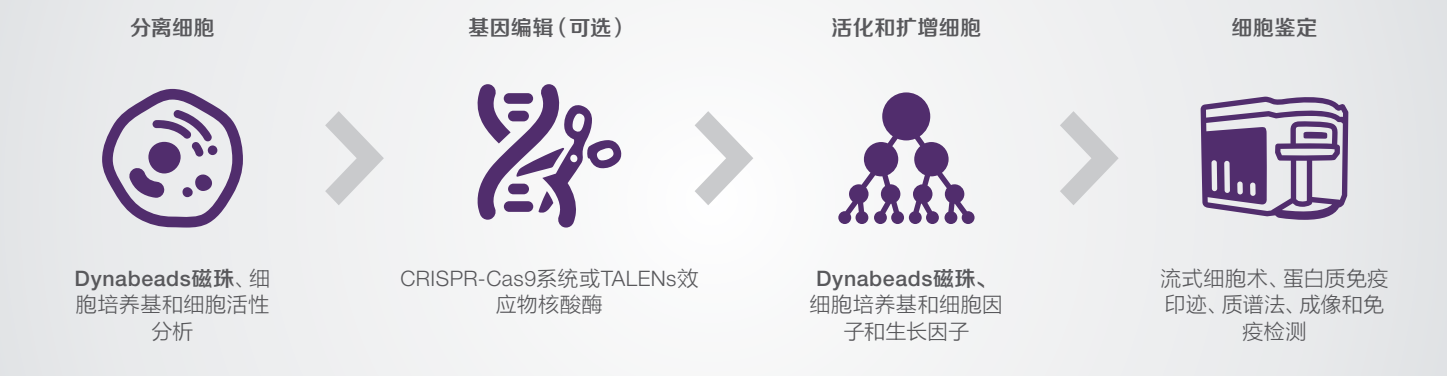 分离细胞
基因编辑（可选）
活化和扩增细胞
细胞鉴定
Dynabeads磁珠、细
胞培养基和细胞活性
分析
CRISPR-Cas9系统或TALENs效
应物核酸酶
Dynabeads磁珠、
细胞培养基和细胞因
子和生长因子
流式细胞术、蛋白质免疫
印迹、质谱法、成像和免
疫检测